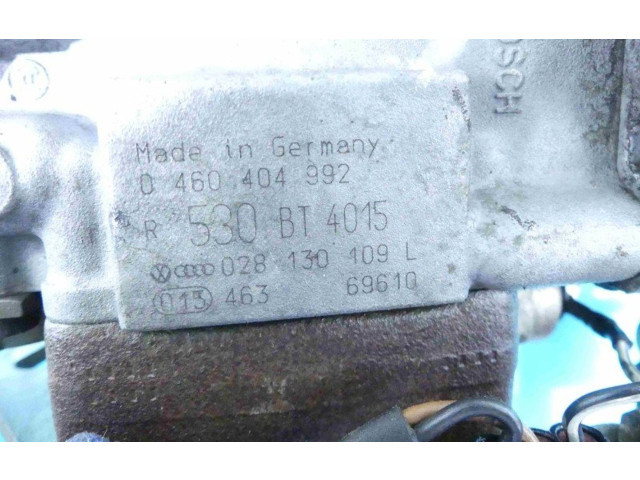 BOSCH
Made in Germany
0 460 404 992
R 530 BT 4015
028 130 109 L
013 463 69610